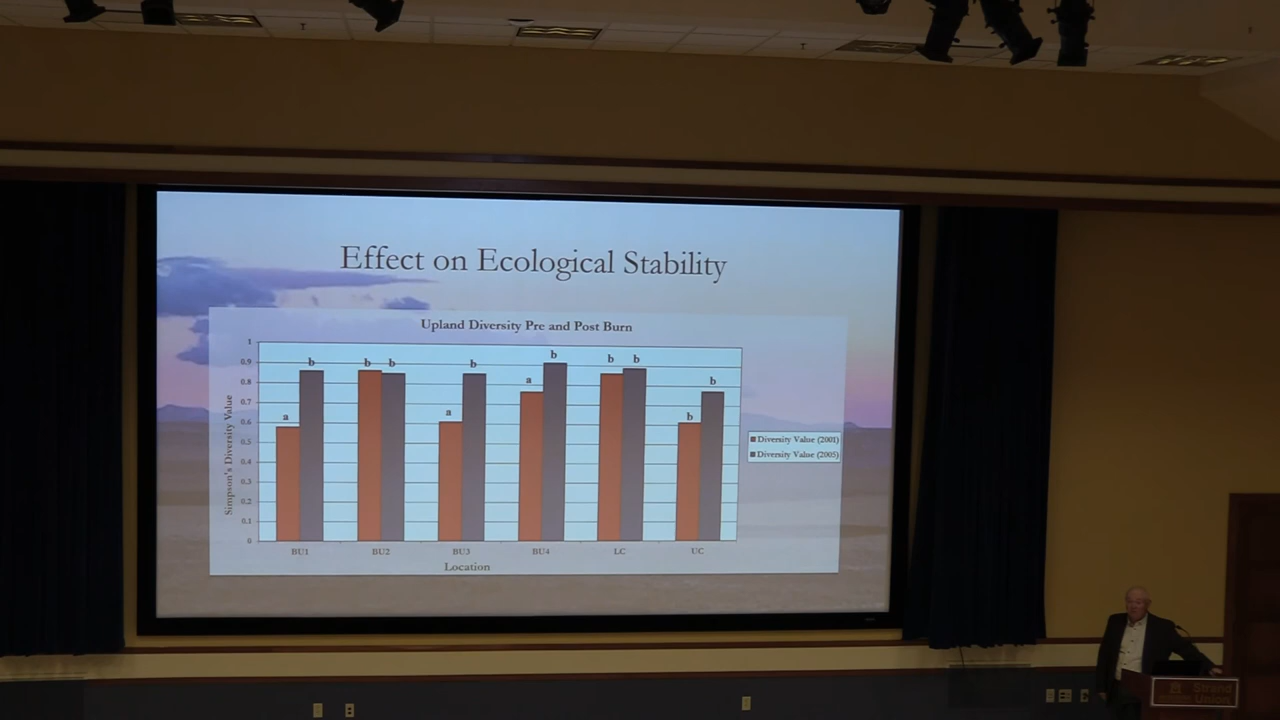 Effect on Ecological Stability
Upland Diversity Pre and Post Burn
1
0.9
0.8
0.7
0.6
0.5
0.4
0.3
0.2
0.1
0
Simpson's Diversity Value
a b
b b
a b
a b
b b
b b
BU1 BU2 BU3 BU4 LC UC
Location
Diversity Value (2001)
Diversity Value (2005)
Strand
Union